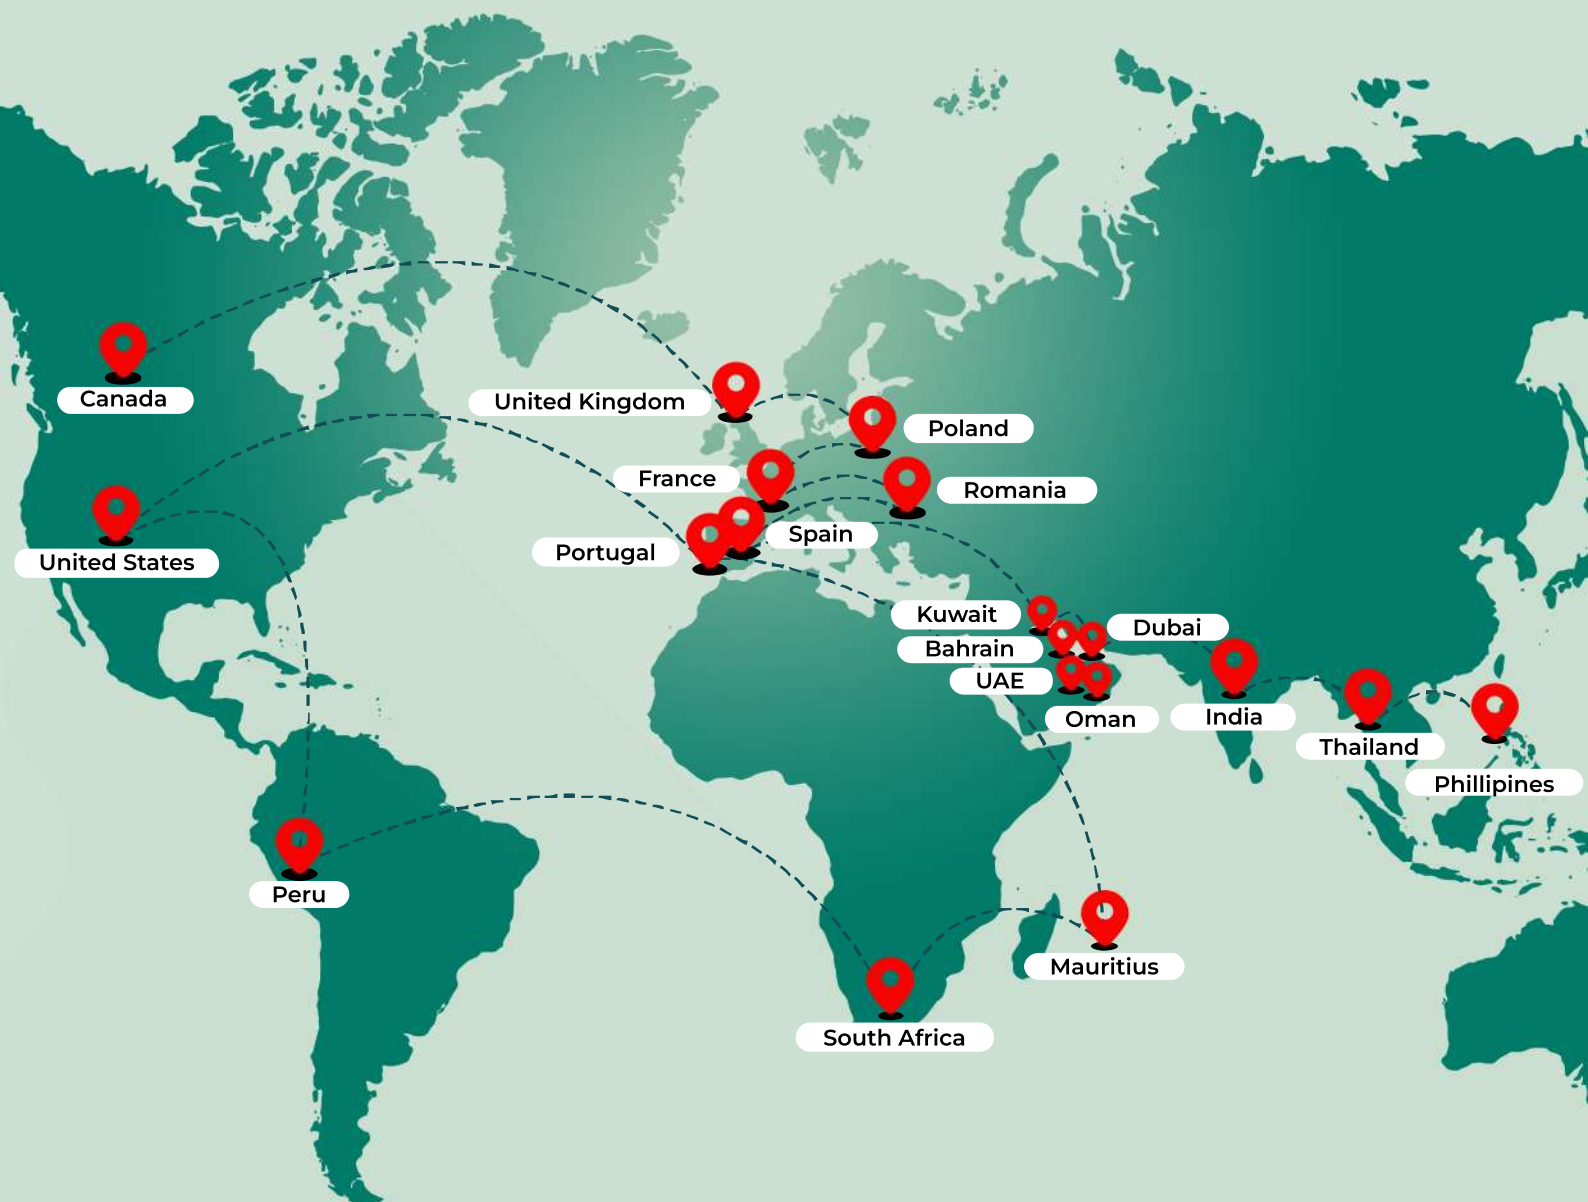 Canada
United Kingdom
Poland
France
Romania
Spain
Portugal
United States
Kuwait
Dubai
Bahrain
UAE
Oman
India
Thailand
Phillipines
Peru
Mauritius
South Africa